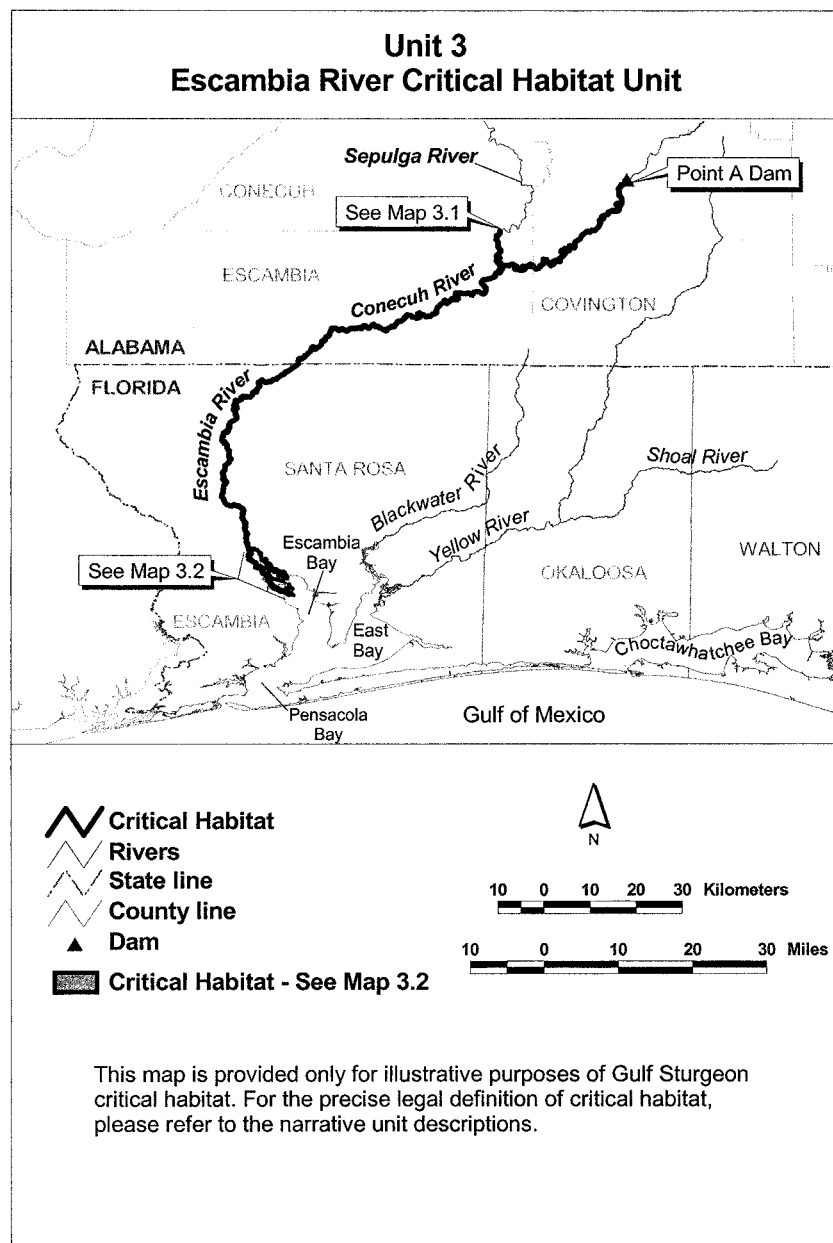 Unit 3
Escambia River Critical Habitat Unit
Sepulga River
Point A Dam
CONECUH
See Map 3.1
ESCAMBIA
Conecuh River
COVINGTON
ALABAMA
FLORIDA
Escambia River
SANTA ROSA
Blackwater River
Shoal River
Yellow River
Escambia
Bay
See Map 3.2
WALTON
OKALOOSA
ESCAMBIA
East
Bay
Choctawhatchee Bay
Pensacola
Bay
Gulf of Mexico
Critical Habitat
Rivers
State line
County line
Dam
Critical Habitat - See Map 3.2
N
10 0 10 20 30 Kilometers
10 0 10 20 30 Miles
This map is provided only for illustrative purposes of Gulf Sturgeon
critical habitat. For the precise legal definition of critical habitat,
please refer to the narrative unit descriptions.